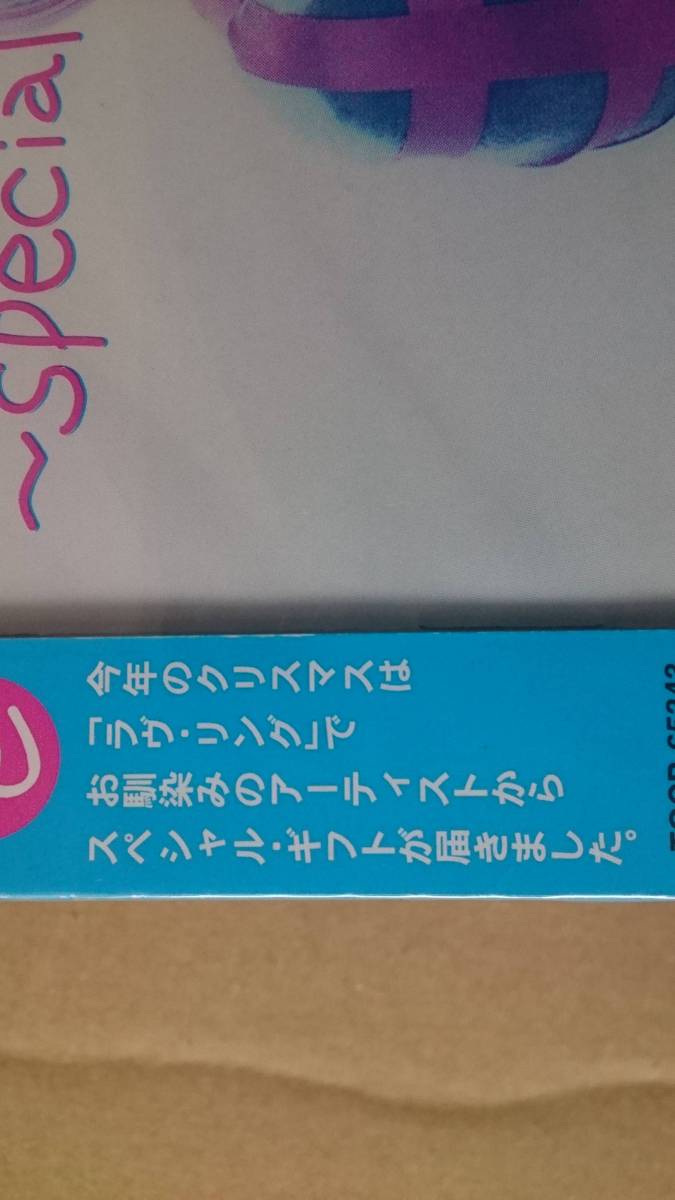 ~special
今年のクリスマスは
「ラヴ・リング」で
お馴染みのアーティストから
スペシャル・ギフトが届きました。